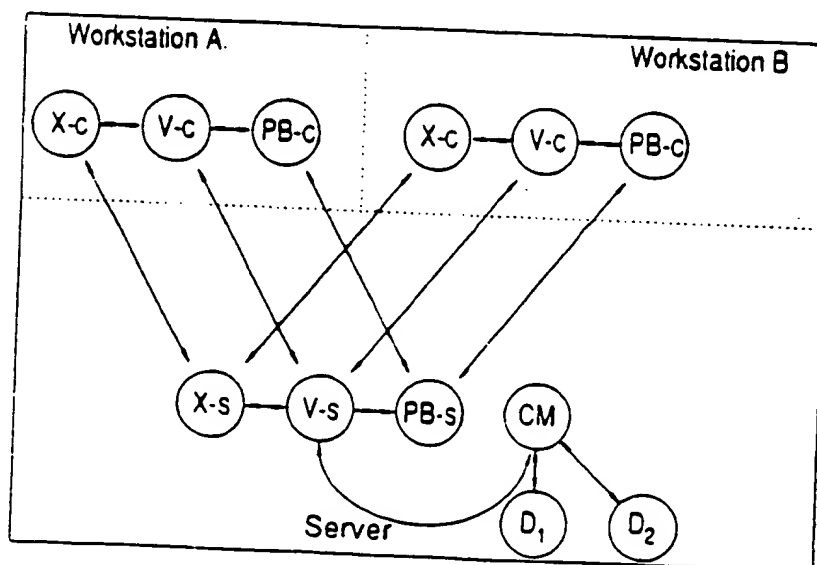 Workstation A.
Workstation B
X-C V-C PB-C
X-C V-C PB-C
X-S V-S PB-S CM
Server
D1 D2